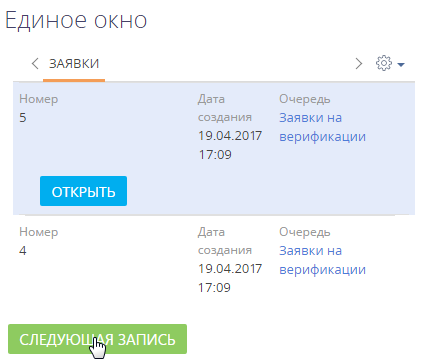 Единое окно
ЗАЯВКИ
Номер Дата Очередь
5 создания Заявки на
19.04.2017 верификации
17:09
ОТКРЫТЬ
Номер Дата Очередь
4 создания Заявки на
19.04.2017 верификации
17:09
СЛЕДУЮЩАЯ ЗАПИСЬ